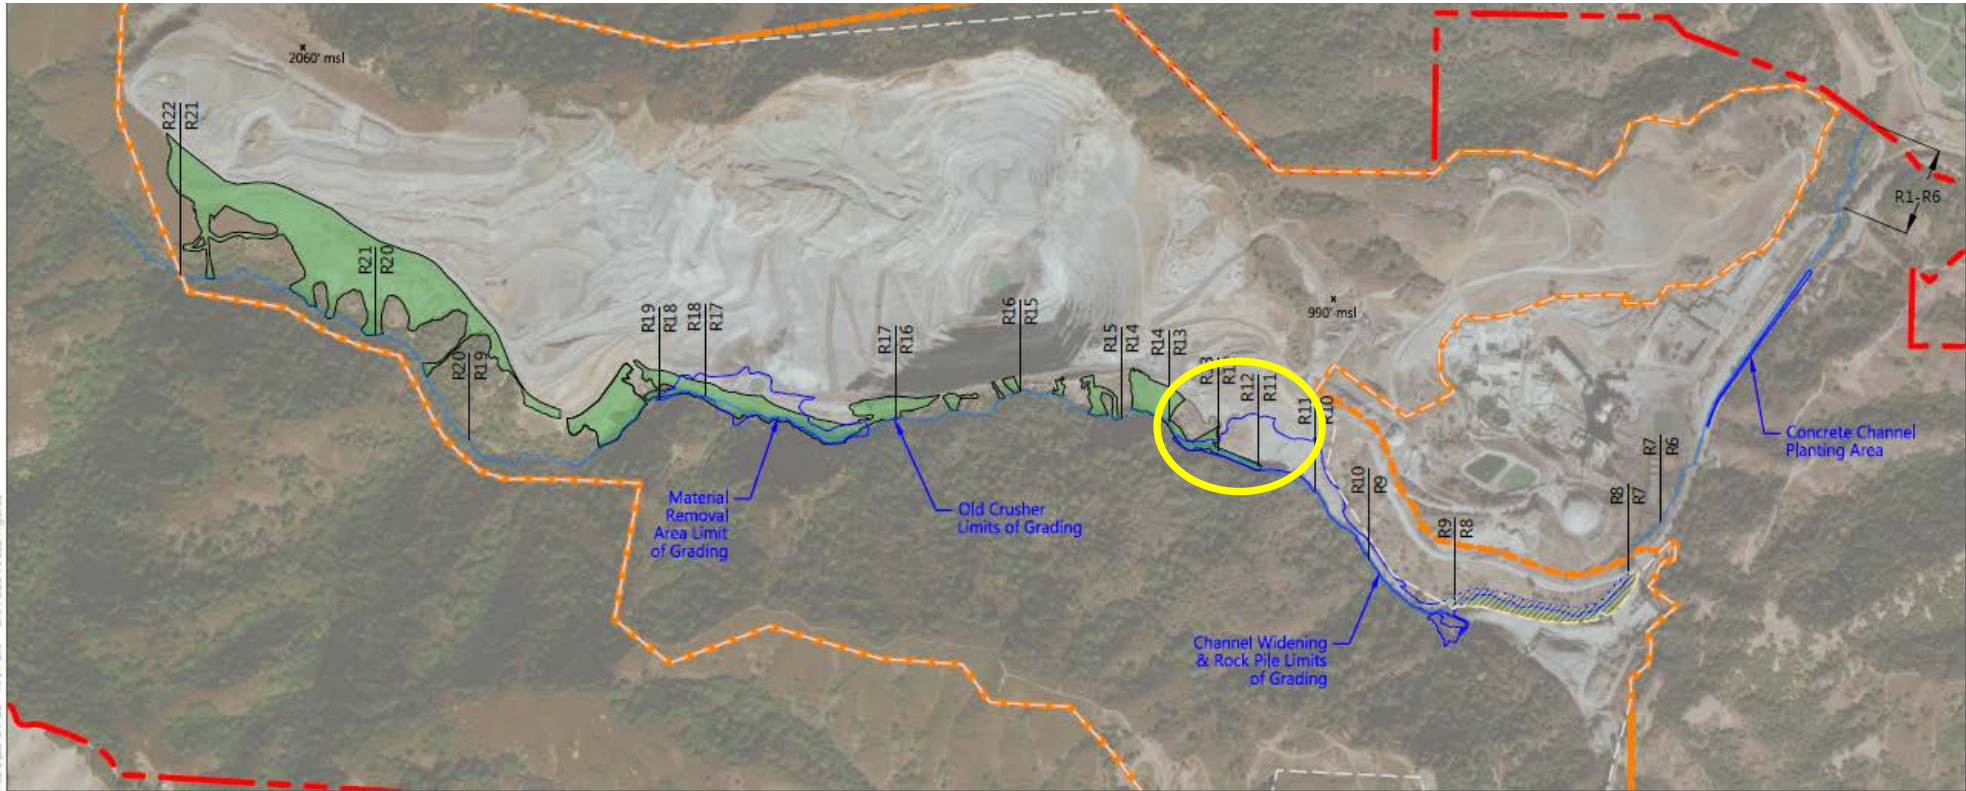 2060' msl
R22
R21
R21
R20
R20
R19
R19
R18
R18
R17
R17
R16
R16
R15
R15
R14
R14
R13
R13
R12
R11
R11
R10
R10
R9
R9
R8
R8
R7
R7
R6
R1-R6
990' msl
Material
Removal
Area Limit
of Grading
Old Crusher
Limits of Grading
Channel Widening
& Rock Pile Limits
of Grading
Concrete Channel
Planting Area